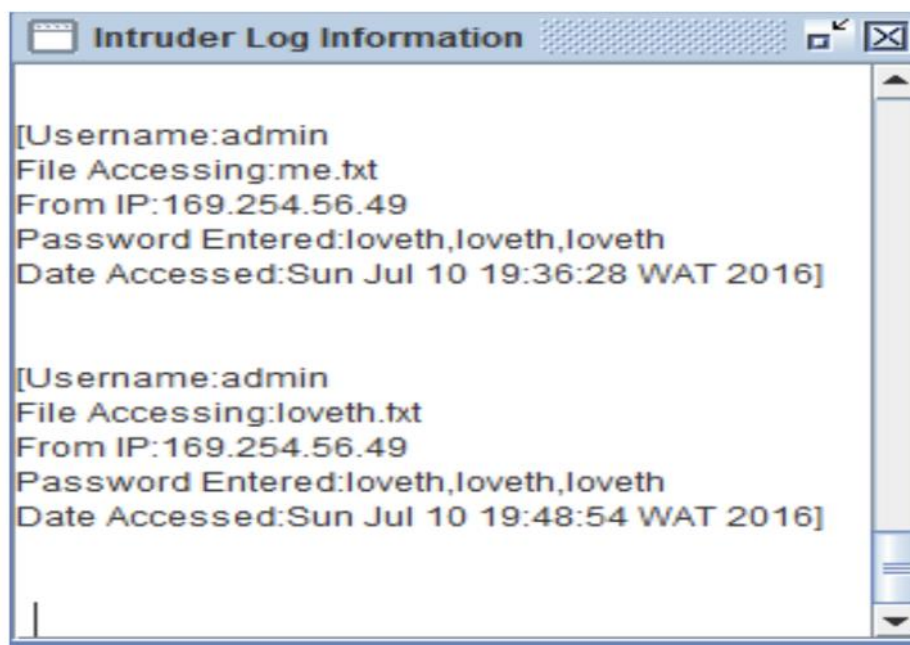 Intruder Log Information
[Username:admin
File Accessing:me.txt
From IP:169.254.56.49
Password Entered:loveth,loveth,loveth
Date Accessed:Sun Jul 10 19:36:28 WAT 2016]
[Username:admin
File Accessing:loveth.txt
From IP:169.254.56.49
Password Entered:loveth,loveth,loveth
Date Accessed:Sun Jul 10 19:48:54 WAT 2016]